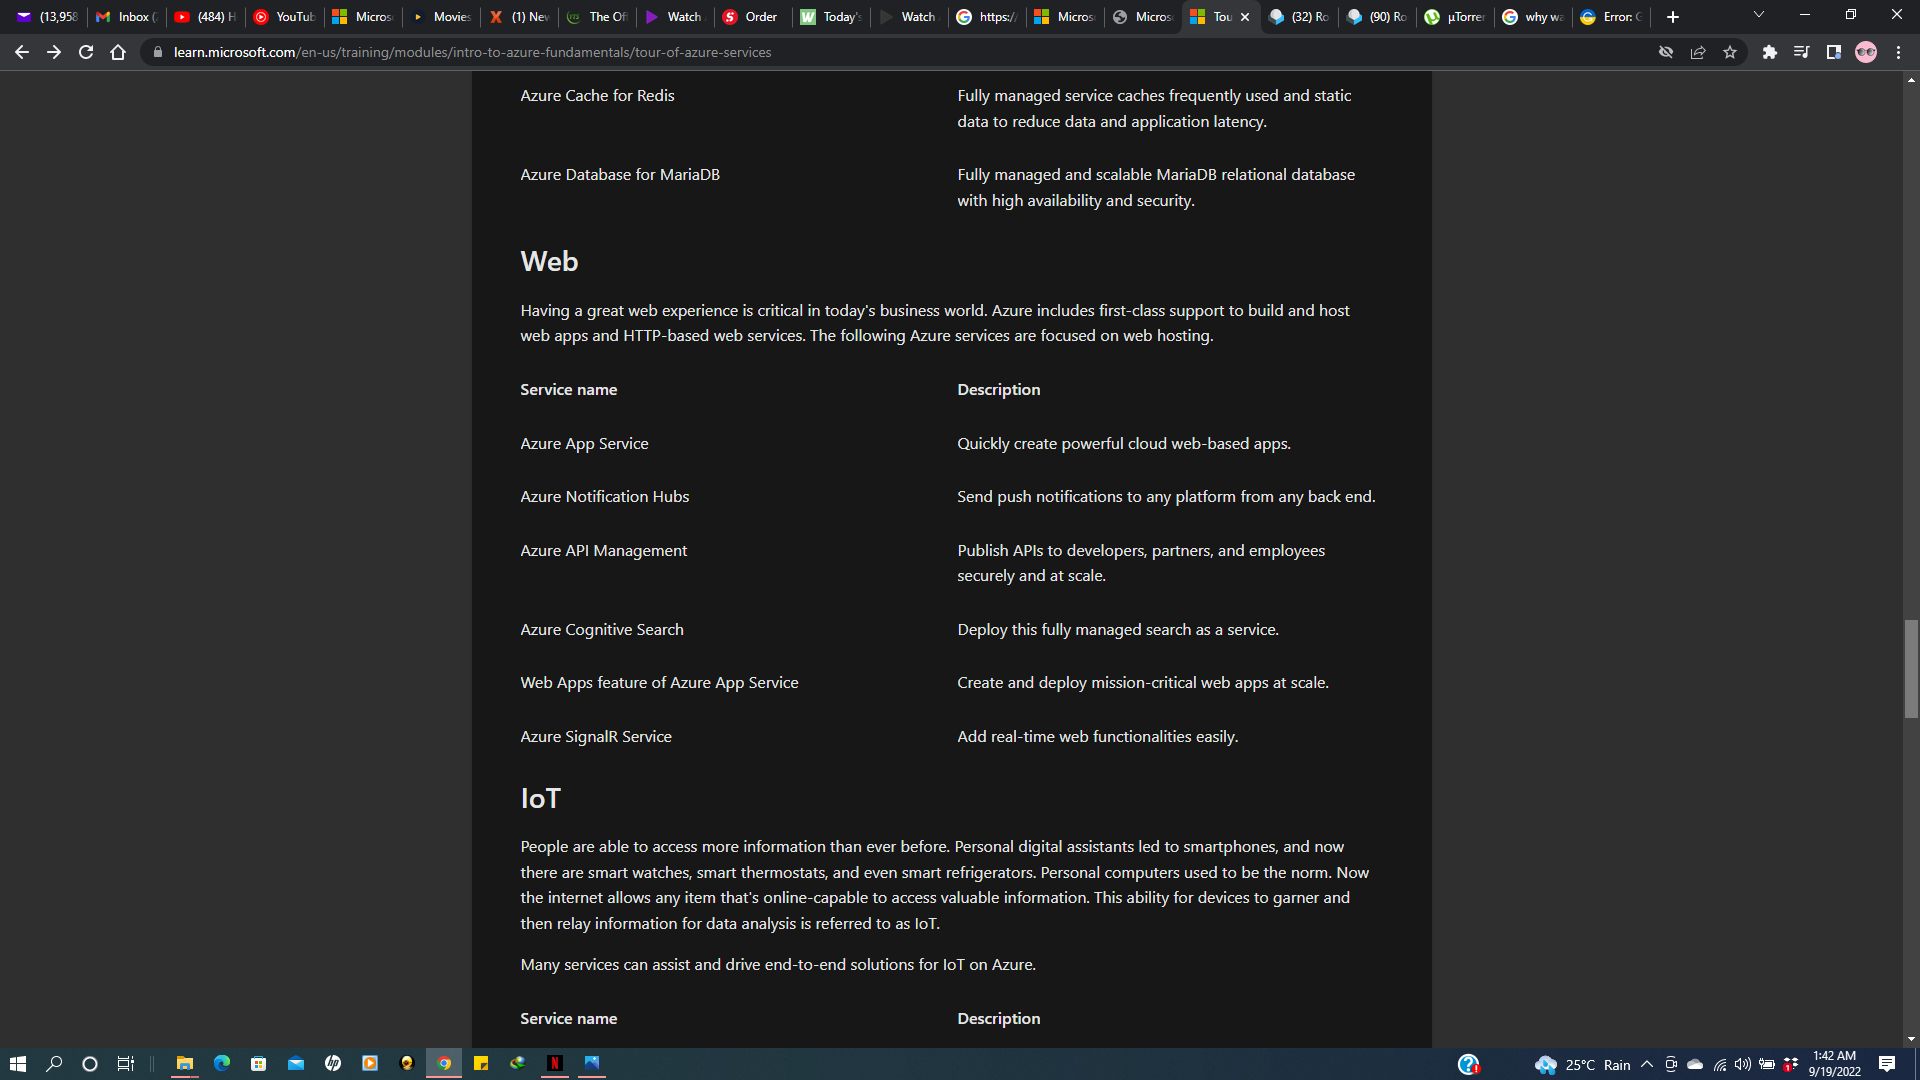 (13,958
Inbox (
(484) H
YouTub
Micros
Movies
(1) New
The Of
Watch
Order
Today's
Watch
https:/
Micros
Micros
Tou
(32) Ro
(90) Ro
µTorren
why wa
Error: G
learn.microsoft.com/en-us/training/modules/intro-to-azure-fundamentals/tour-of-azure-services
Azure Cache for Redis
Fully managed service caches frequently used and static
data to reduce data and application latency.
Azure Database for MariaDB
Fully managed and scalable MariaDB relational database
with high availability and security.
Web
Having a great web experience is critical in today's business world. Azure includes first-class support to build and host
web apps and HTTP-based web services. The following Azure services are focused on web hosting.
Service name
Description
Azure App Service
Quickly create powerful cloud web-based apps.
Azure Notification Hubs
Send push notifications to any platform from any back end.
Azure API Management
Publish APIs to developers, partners, and employees
securely and at scale.
Azure Cognitive Search
Deploy this fully managed search as a service.
Web Apps feature of Azure App Service
Create and deploy mission-critical web apps at scale.
Azure SignalR Service
Add real-time web functionalities easily.
IoT
People are able to access more information than ever before. Personal digital assistants led to smartphones, and now
there are smart watches, smart thermostats, and even smart refrigerators. Personal computers used to be the norm. Now
the internet allows any item that's online-capable to access valuable information. This ability for devices to garner and
then relay information for data analysis is referred to as IoT.
Many services can assist and drive end-to-end solutions for IoT on Azure.
Service name
Description
25°C Rain
1:42 AM
9/19/2022